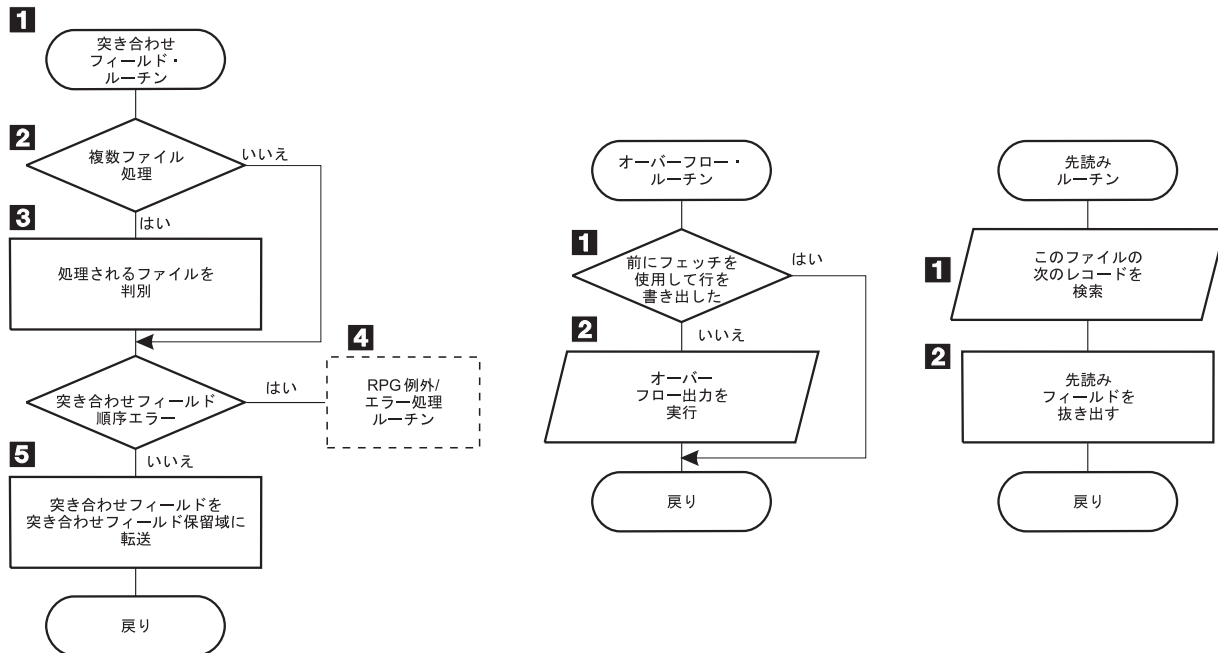 1
突き合わせ
フィールド・
ルーチン
2
複数ファイル
処理
いいえ
はい
3
処理されるファイルを
判別
4
RPG 例外/
エラー処理
ルーチン
突き合わせフィールド
順序エラー
はい
いいえ
5
突き合わせフィールドを
突き合わせフィールド保留域に
転送
戻り
オーバーフロー・
ルーチン
1
前にフェッチを
使用して行を
書き出した
はい
いいえ
2
オーバー
フロー出力を
実行
戻り
先読み
ルーチン
1
このファイルの
次のレコードを
検索
2
先読み
フィールドを
抜き出す
戻り